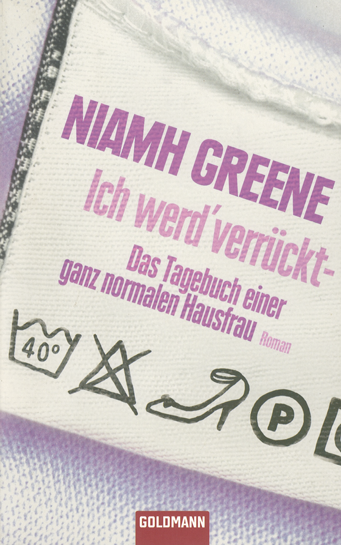 NIAMH GREENE
Ich werd'verrückt-
Das Tagebuch einer
ganz normalen Hausfrau Roman
40°
P
GOLDMANN